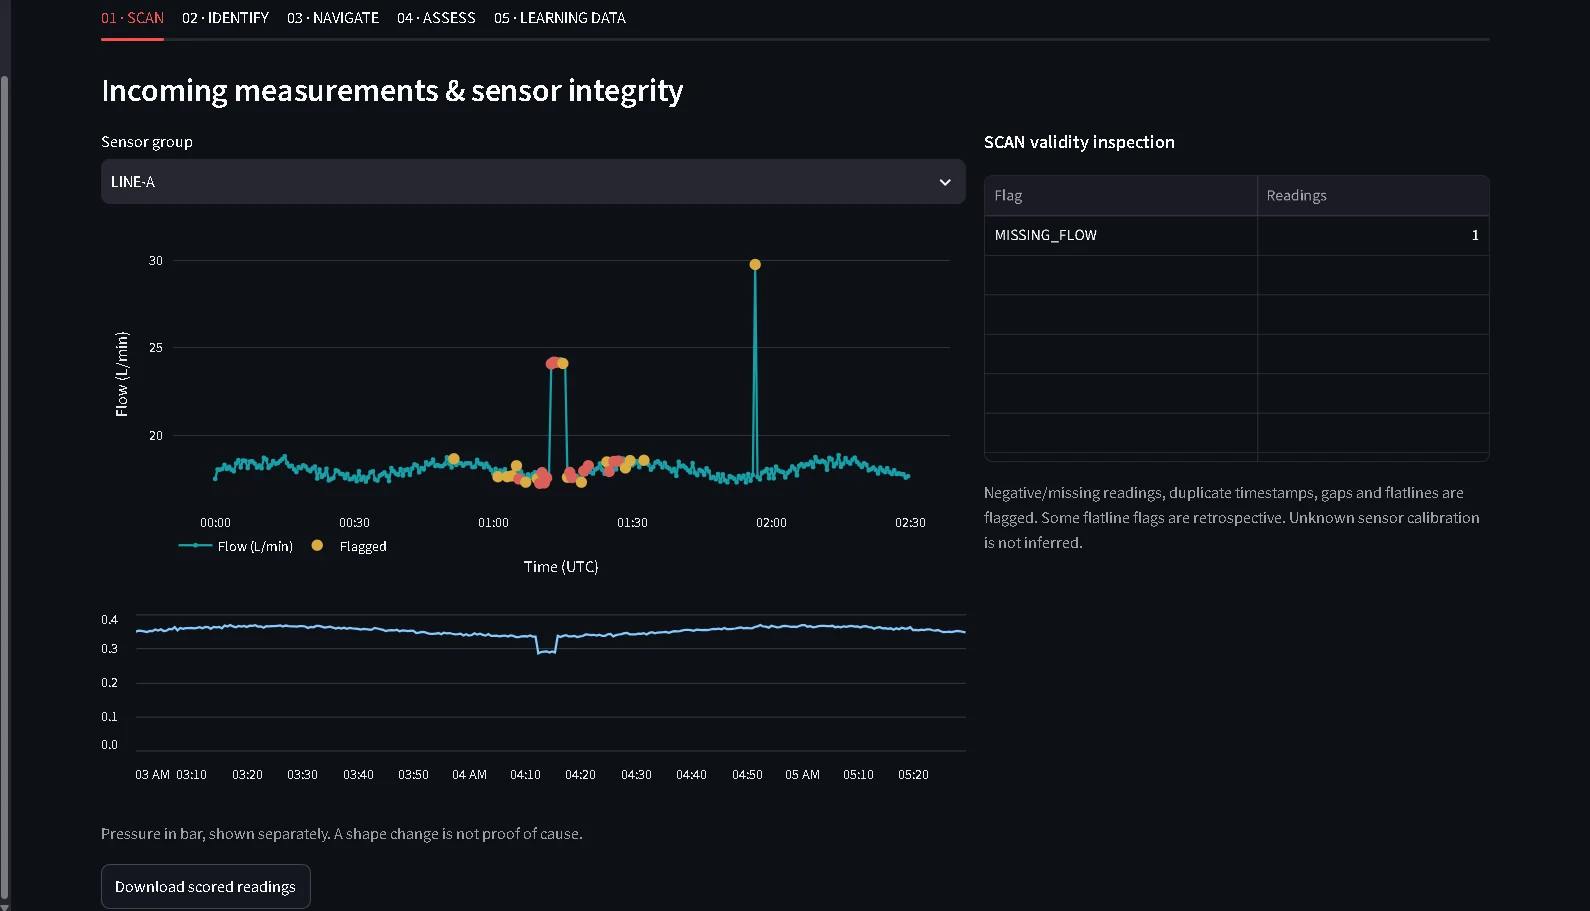 01 · SCAN 02 · IDENTIFY 03 · NAVIGATE 04 · ASSESS 05 · LEARNING DATA
Incoming measurements & sensor integrity
Sensor group
LINE-A
30
25
20
Flow (L/min)
00:00 00:30 01:00 01:30 02:00 02:30
Flow (L/min) Flagged
Time (UTC)
0.4
0.3
0.2
0.1
0.0
03 AM 03:10 03:20 03:30 03:40 03:50 04 AM 04:10 04:20 04:30 04:40 04:50 05 AM 05:10 05:20
Pressure in bar, shown separately. A shape change is not proof of cause.
Download scored readings
SCAN validity inspection
Flag Readings
MISSING_FLOW 1
Negative/missing readings, duplicate timestamps, gaps and flatlines are
flagged. Some flatline flags are retrospective. Unknown sensor calibration
is not inferred.